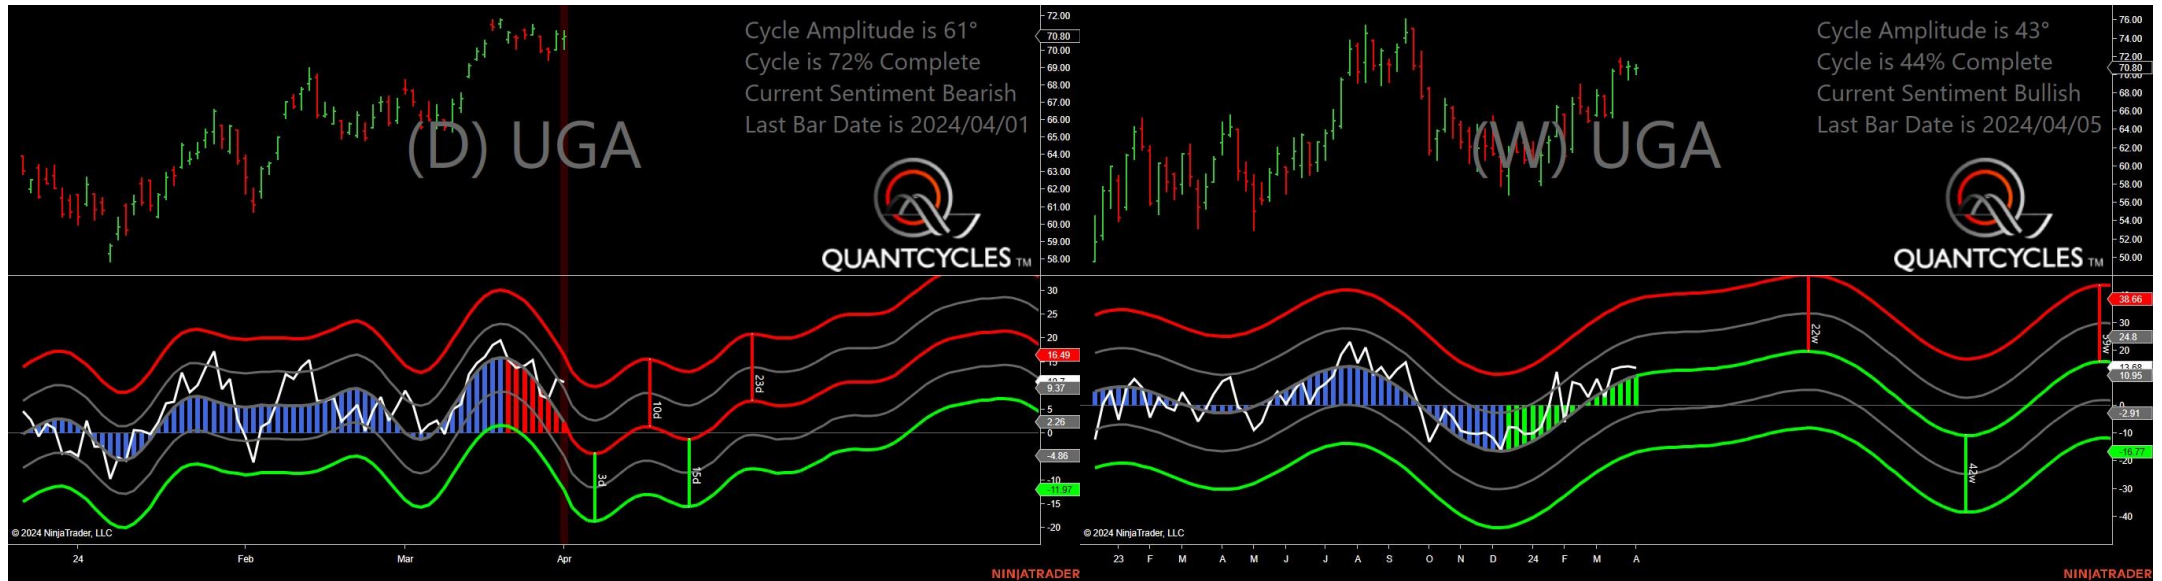 Cycle Amplitude is 61°
Cycle is 72% Complete
Current Sentiment Bearish
Last Bar Date is 2024/04/01
(D) UGA
QUANTCYCLES TM
72.00
70.80
70.00
69.00
68.00
67.00
66.00
65.00
64.00
63.00
62.00
61.00
60.00
59.00
58.00
30
25
20
16.49
9.37
5
2.26
0
-4.86
-10
-11.97
-15
-20
3d
10d
15d
23d
© 2024 NinjaTrader, LLC
24 Feb Mar Apr
NINJATRADER
Cycle Amplitude is 43°
Cycle is 44% Complete
Current Sentiment Bullish
Last Bar Date is 2024/04/05
(W) UGA
QUANTCYCLES TM
76.00
74.00
72.00
70.80
70.00
68.00
66.00
64.00
62.00
60.00
58.00
56.00
54.00
52.00
50.00
38.66
30
24.8
20
13.68
10.95
0
-2.91
-10
-16.77
-20
-30
-40
22w
42w
59w
© 2024 NinjaTrader, LLC
23 F M A M J J A S O N D 24 F M A
NINJATRADER